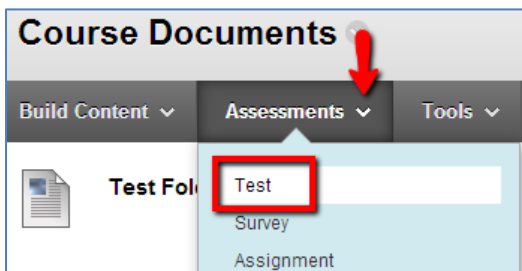 Course Documents
Build Content Assessments Tools
Test Fol
Test
Survey
Assignment